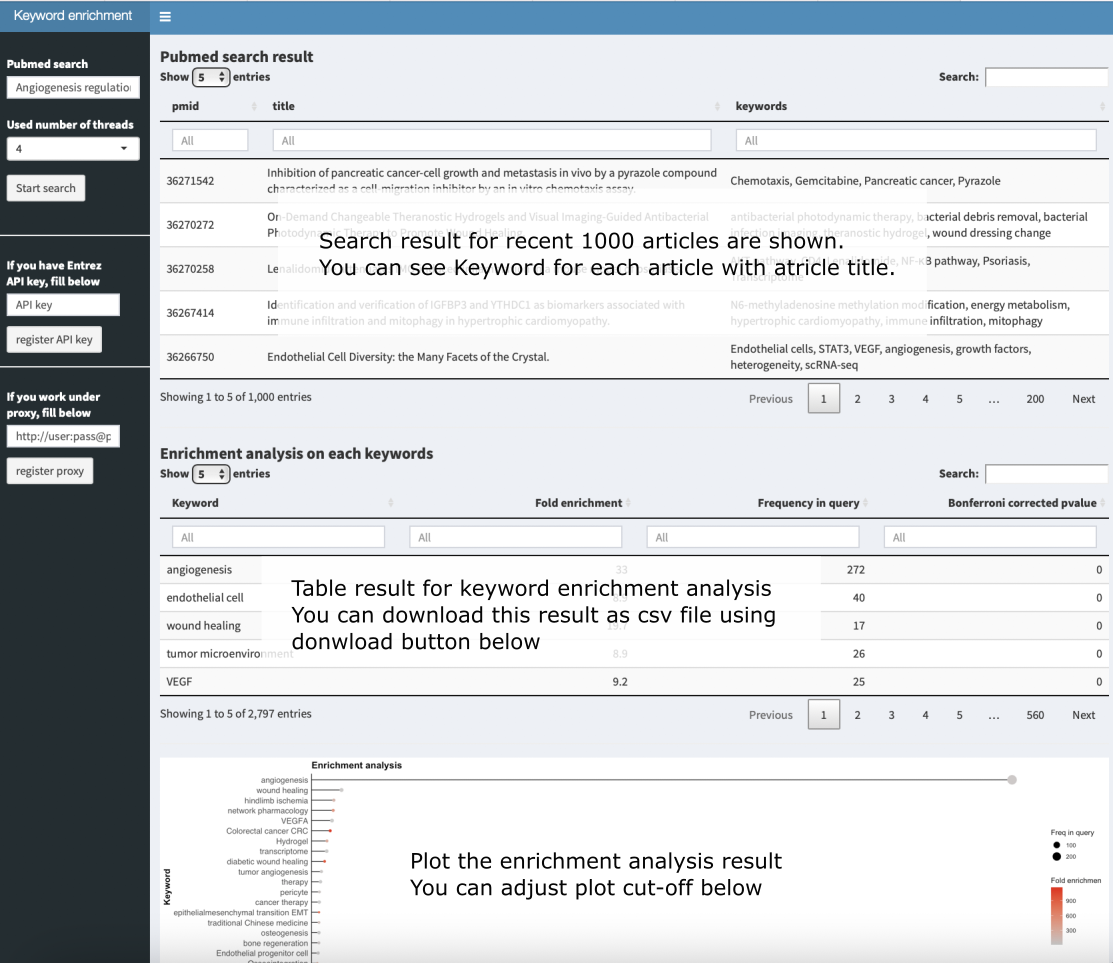 Keyword enrichment
Pubmed search
Angiogenesis regulatio
Used number of threads
4
Start search
If you have Entrez
API key, fill below
API key
register API key
If you work under
proxy, fill below
http://user:pass@p
register proxy
Pubmed search result
Show 5 entries
Search:
pmid title keywords
All All All
36271542
Inhibition of pancreatic cancer-cell growth and metastasis in vivo by a pyrazole compound
characterized as a cell-migration inhibitor by an in vitro chemotaxis assay.
Chemotaxis, Gemcitabine, Pancreatic cancer, Pyrazole
36270272
On-Demand Changeable Theranostic Hydrogels and Visual Imaging-Guided Antibacterial
Photodynamic Therapy to Promote Wound Healing.
antibacterial photodynamic therapy, bacterial debris removal, bacterial
infection imaging, theranostic hydrogel, wound dressing change
Search result for recent 1000 articles are shown.
You can see Keyword for each article with atricle title.
36270258
NF-κB pathway, Psoriasis,
Transcriptome
36267414
Identification and verification of IGFBP3 and YTHDC1 as biomarkers associated with
immune infiltration and mitophagy in hypertrophic cardiomyopathy.
N6-methyladenosine methylation modification, energy metabolism,
hypertrophic cardiomyopathy, immune infiltration, mitophagy
36266750
Endothelial Cell Diversity: the Many Facets of the Crystal.
Endothelial cells, STAT3, VEGF, angiogenesis, growth factors,
heterogeneity, scRNA-seq
Showing 1 to 5 of 1,000 entries
Previous 1 2 3 4 5 … 200 Next
Enrichment analysis on each keywords
Show 5 entries
Search:
Keyword Fold enrichment Frequency in query Bonferroni corrected pvalue
All All All All
angiogenesis 33 272 0
endothelial cell 40 0
wound healing 17 0
tumor microenvironment 8.9 26 0
VEGF 9.2 25 0
Table result for keyword enrichment analysis
You can download this result as csv file using
donwload button below
Showing 1 to 5 of 2,797 entries
Previous 1 2 3 4 5 … 560 Next
Enrichment analysis
Keyword
angiogenesis
wound healing
hindlimb ischemia
network pharmacology
VEGFA
Colorectal cancer CRC
Hydrogel
transcriptome
diabetic wound healing
tumor angiogenesis
therapy
pericyte
cancer therapy
epithelialmesenchymal transition EMT
traditional Chinese medicine
osteogenesis
bone regeneration
Endothelial progenitor cell
Plot the enrichment analysis result
You can adjust plot cut-off below
Freq in query
100
200
Fold enrichmen
900
600
300